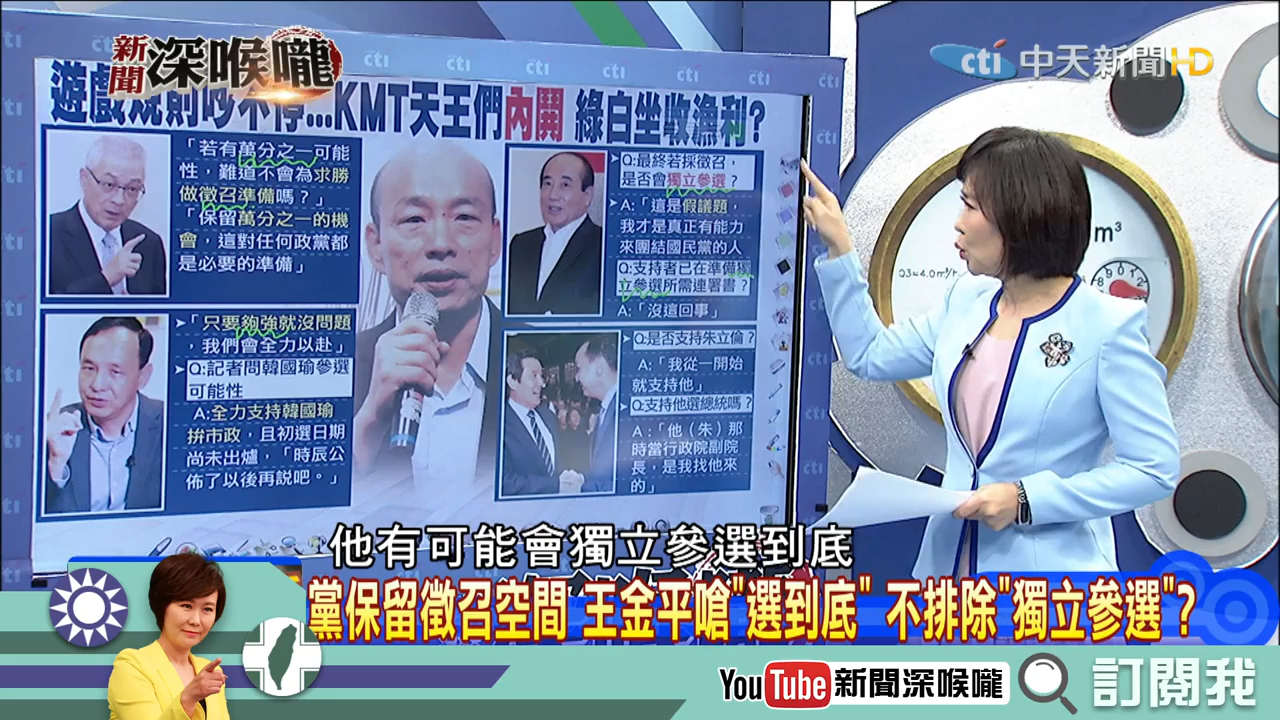 新聞深喉嚨
cti 中天新聞HD
遊戲規則吵不停...KMT天王們內鬨 綠白坐收漁利?
「若有萬分之一可能
性，難道不會為求勝
做徵召準備嗎？」
「保留萬分之一的機
會，這對任何政黨都
是必要的準備」
「只要夠強就沒問題
，我們會全力以赴」
Q:記者問韓國瑜參選
可能性
A:全力支持韓國瑜
拚市政，且初選日期
尚未出爐，「時辰公
佈了以後再說吧。」
Q:最終若採徵召，
是否會獨立參選？
A:「這是假議題，
我才是真正有能力
來團結國民黨的人
Q:支持者已在準備獨
立參選所需連署書？
A:「沒這回事」
Q:是否支持朱立倫？
A:「我從一開始
就支持他」
Q:支持他選總統嗎？
A:「他（朱）那
時當行政院副院
長，是我找他來
的」
m³
Q3=4.0m³/h
他有可能會獨立參選到底
黨保留徵召空間 王金平嗆"選到底" 不排除"獨立參選"?
YouTube 新聞深喉嚨 訂閱我